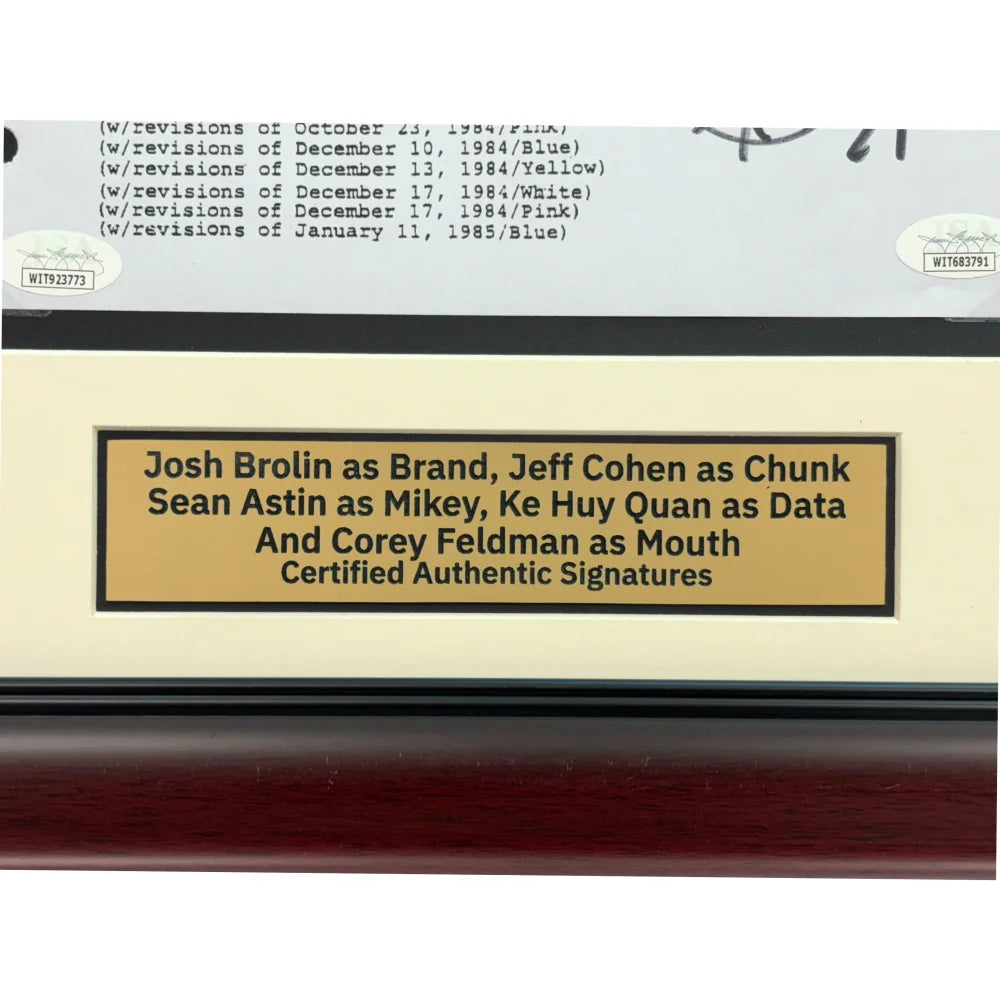 (w/revisions of October 23, 1984/Pink)
(w/revisions of December 10, 1984/Blue)
(w/revisions of December 13, 1984/Yellow)
(w/revisions of December 17, 1984/White)
(w/revisions of December 17, 1984/Pink)
(w/revisions of January 11, 1985/Blue)
JSA
WIT923773
JSA
WIT683791
Josh Brolin as Brand, Jeff Cohen as Chunk
Sean Astin as Mikey, Ke Huy Quan as Data
And Corey Feldman as Mouth
Certified Authentic Signatures